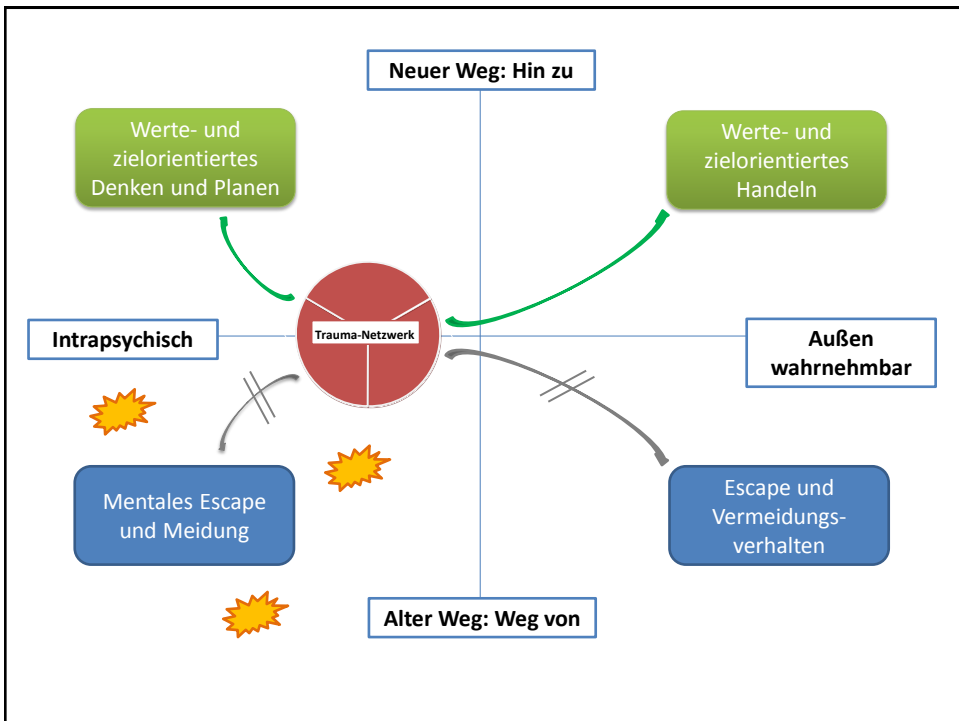 Neuer Weg: Hin zu
Werte- und
zielorientiertes
Denken und Planen
Werte- und
zielorientiertes
Handeln
Intrapsychisch
Trauma-Netzwerk
Außen
wahrnehmbar
Mentales Escape
und Meidung
Escape und
Vermeidungs-
verhalten
Alter Weg: Weg von